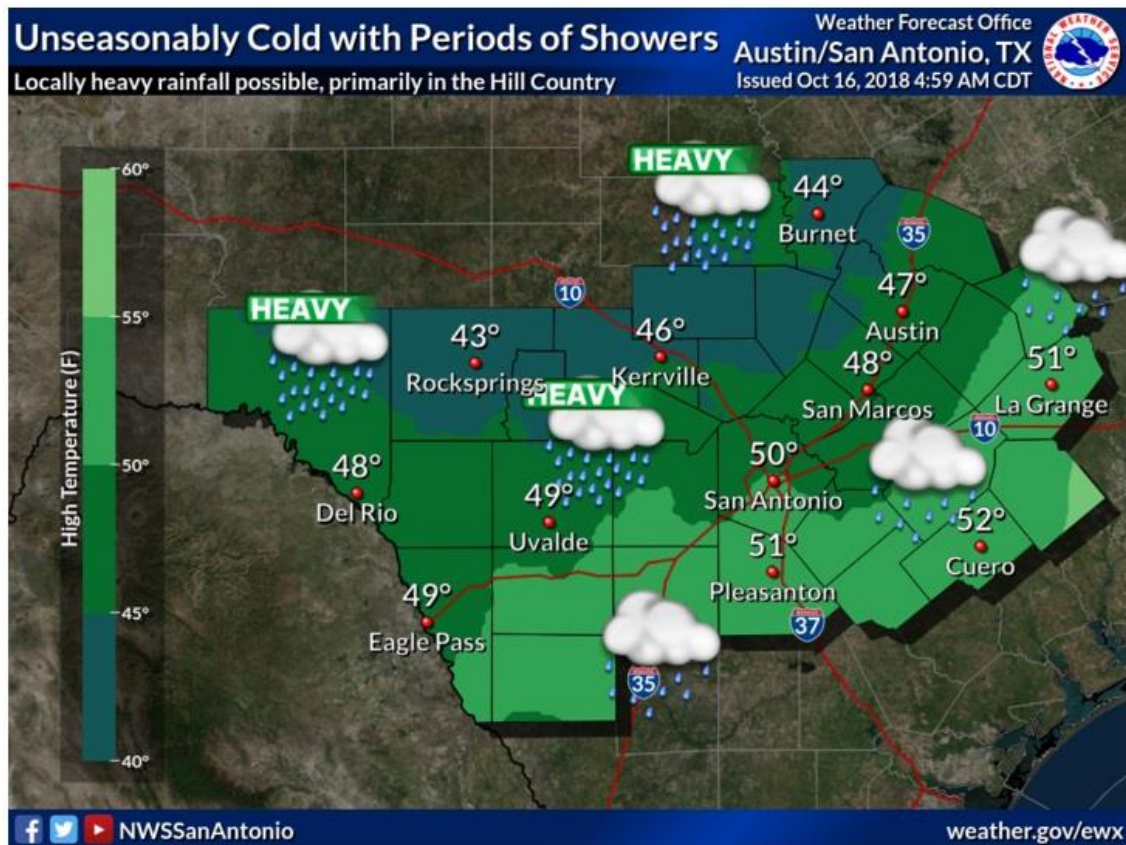 Unseasonably Cold with Periods of Showers
Locally heavy rainfall possible, primarily in the Hill Country
Weather Forecast Office
Austin/San Antonio, TX
Issued Oct 16, 2018 4:59 AM CDT
NATIONAL WEATHER SERVICE
High Temperature (F)
60°
55°
50°
45°
40°
HEAVY
44°
Burnet
35
10
47°
Austin
HEAVY
43°
Rocksprings
46°
Kerrville
48°
San Marcos
51°
La Grange
HEAVY
10
48°
Del Rio
49°
Uvalde
50°
San Antonio
52°
Cuero
51°
Pleasanton
49°
Eagle Pass
37
35
NWSSanAntonio
weather.gov/ewx